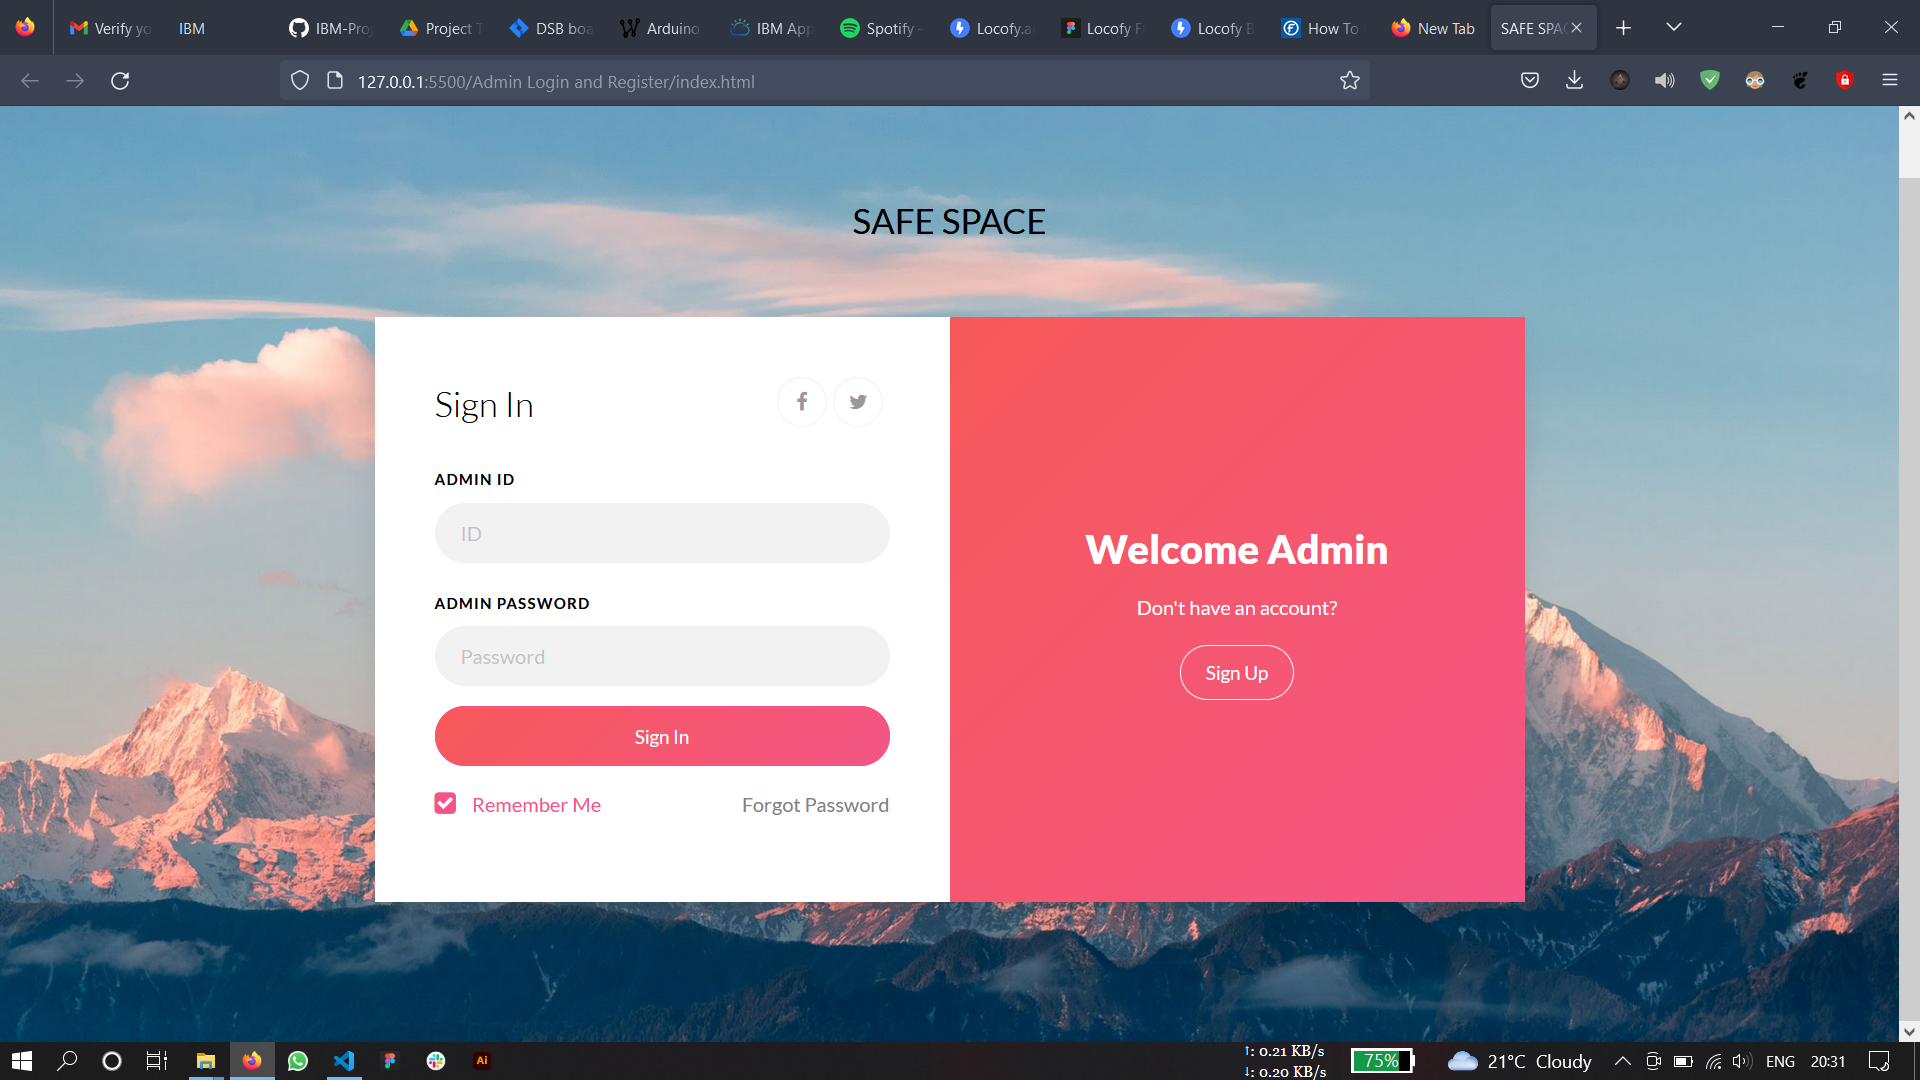 Verify yo
IBM
IBM-Pro
Project T
DSB boa
Arduino
IBM App
Spotify -
Locofy.a
Locofy F
Locofy B
How To
New Tab
SAFE SPAC
127.0.0.1:5500/Admin Login and Register/index.html
SAFE SPACE
Sign In
ADMIN ID
ID
ADMIN PASSWORD
Password
Sign In
Remember Me
Forgot Password
Welcome Admin
Don't have an account?
Sign Up
Ai
↑: 0.21 KB/s
↓: 0.20 KB/s
75%
21°C Cloudy
ENG
20:31